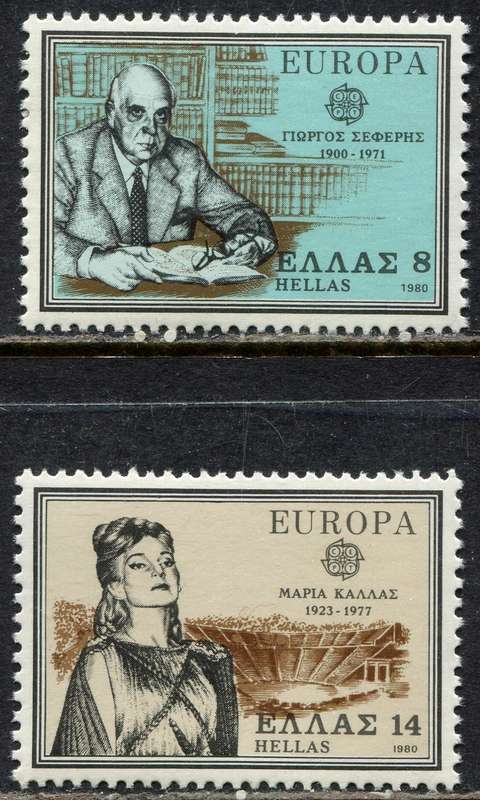 EUROPA
ΓΙΩΡΓΟΣ ΣΕΦΕΡΗΣ
1900 - 1971
ΕΛΛΑΣ 8
HELLAS 1980
EUROPA
ΜΑΡΙΑ ΚΑΛΛΑΣ
1923 - 1977
ΕΛΛΑΣ 14
HELLAS 1980